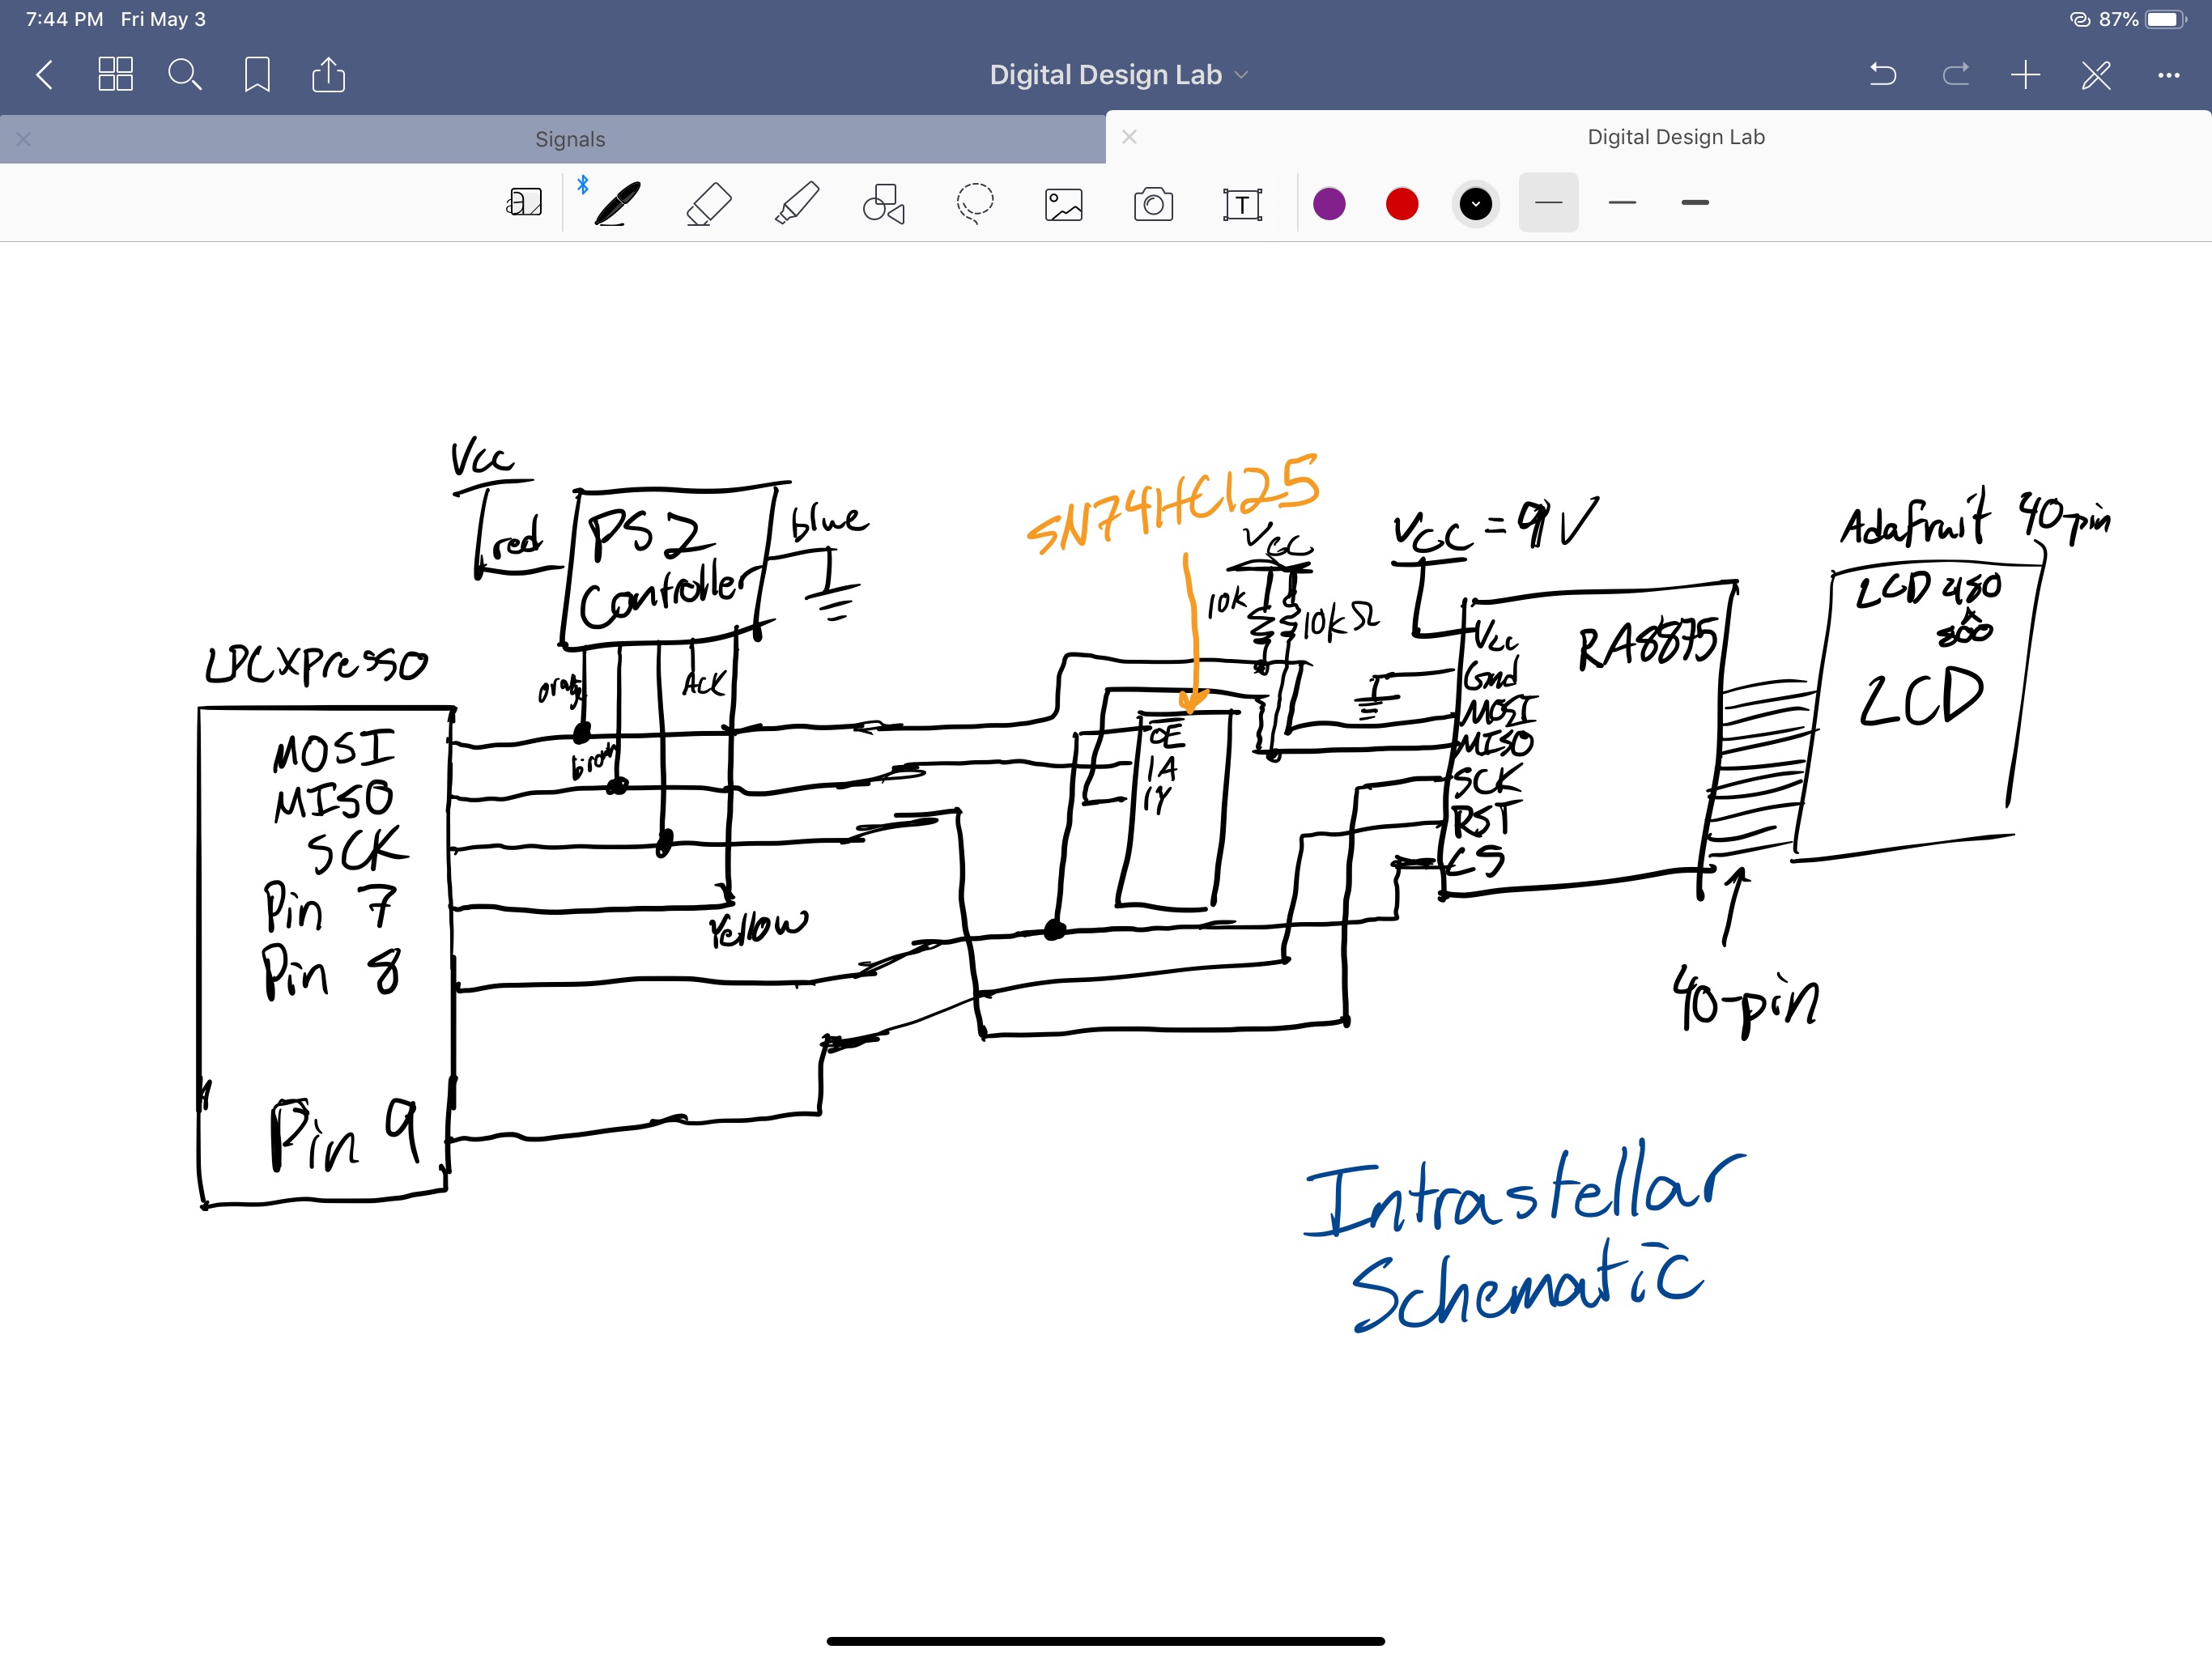 7:44 PM Fri May 3
87%
Digital Design Lab
Signals
Digital Design Lab
T
Vcc
red
PS2
Controller
blue
SN74HC125
Vcc
10k
10kΩ
Vcc = 9V
Adafruit 40pin
LCD 480
x
800
LCD
LPCXpresso
MOSI
MISO
SCK
Pin 7
Pin 8
Pin 9
orange
brown
ACK
Yellow
OE
1A
1Y
RA8875
Vcc
Gnd
MOSI
MISO
SCK
RST
CS
40-pin
Intrastellar
Schematic